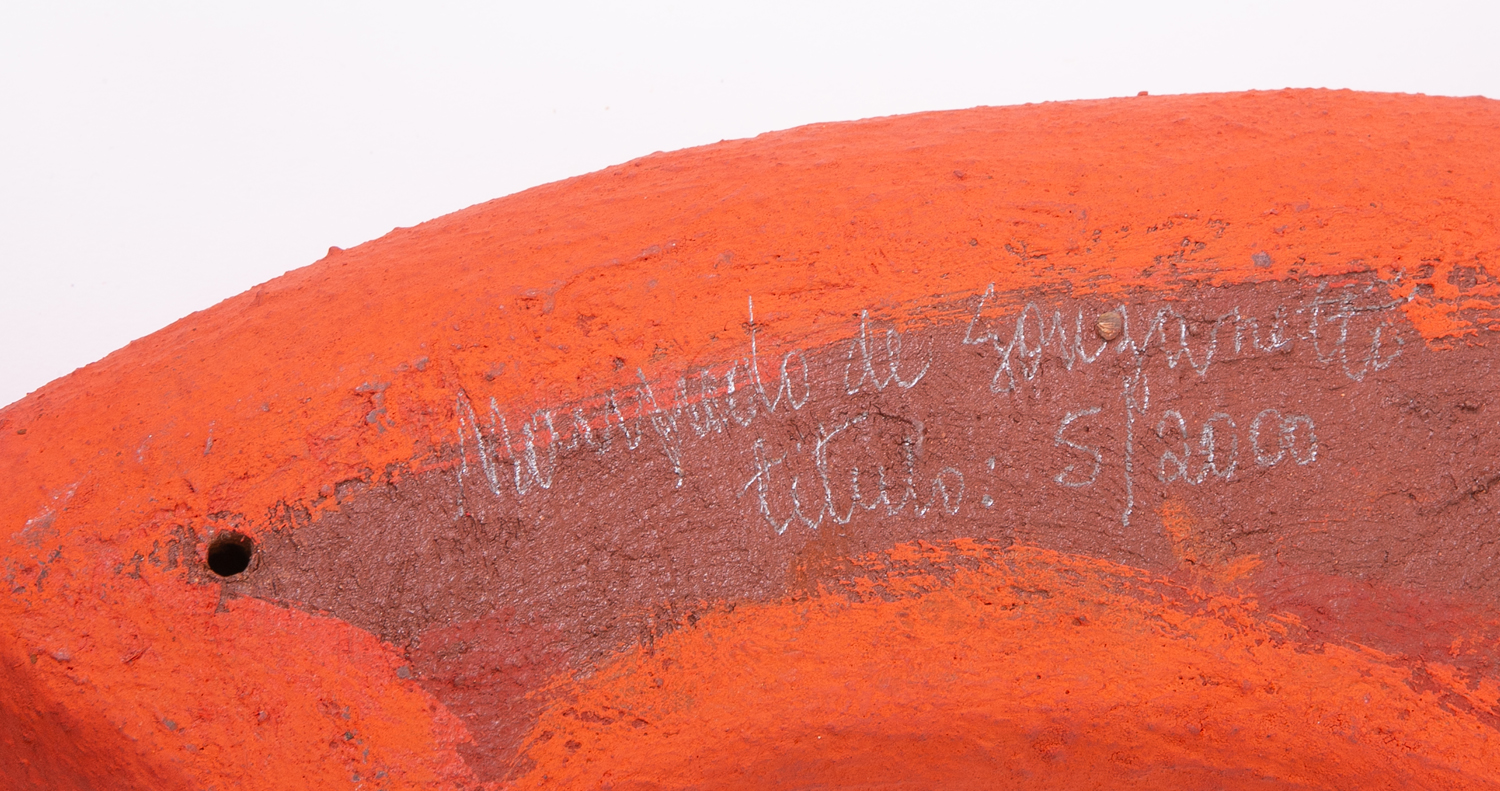 Manfredo de Souzanetto
titulo: 5/2000